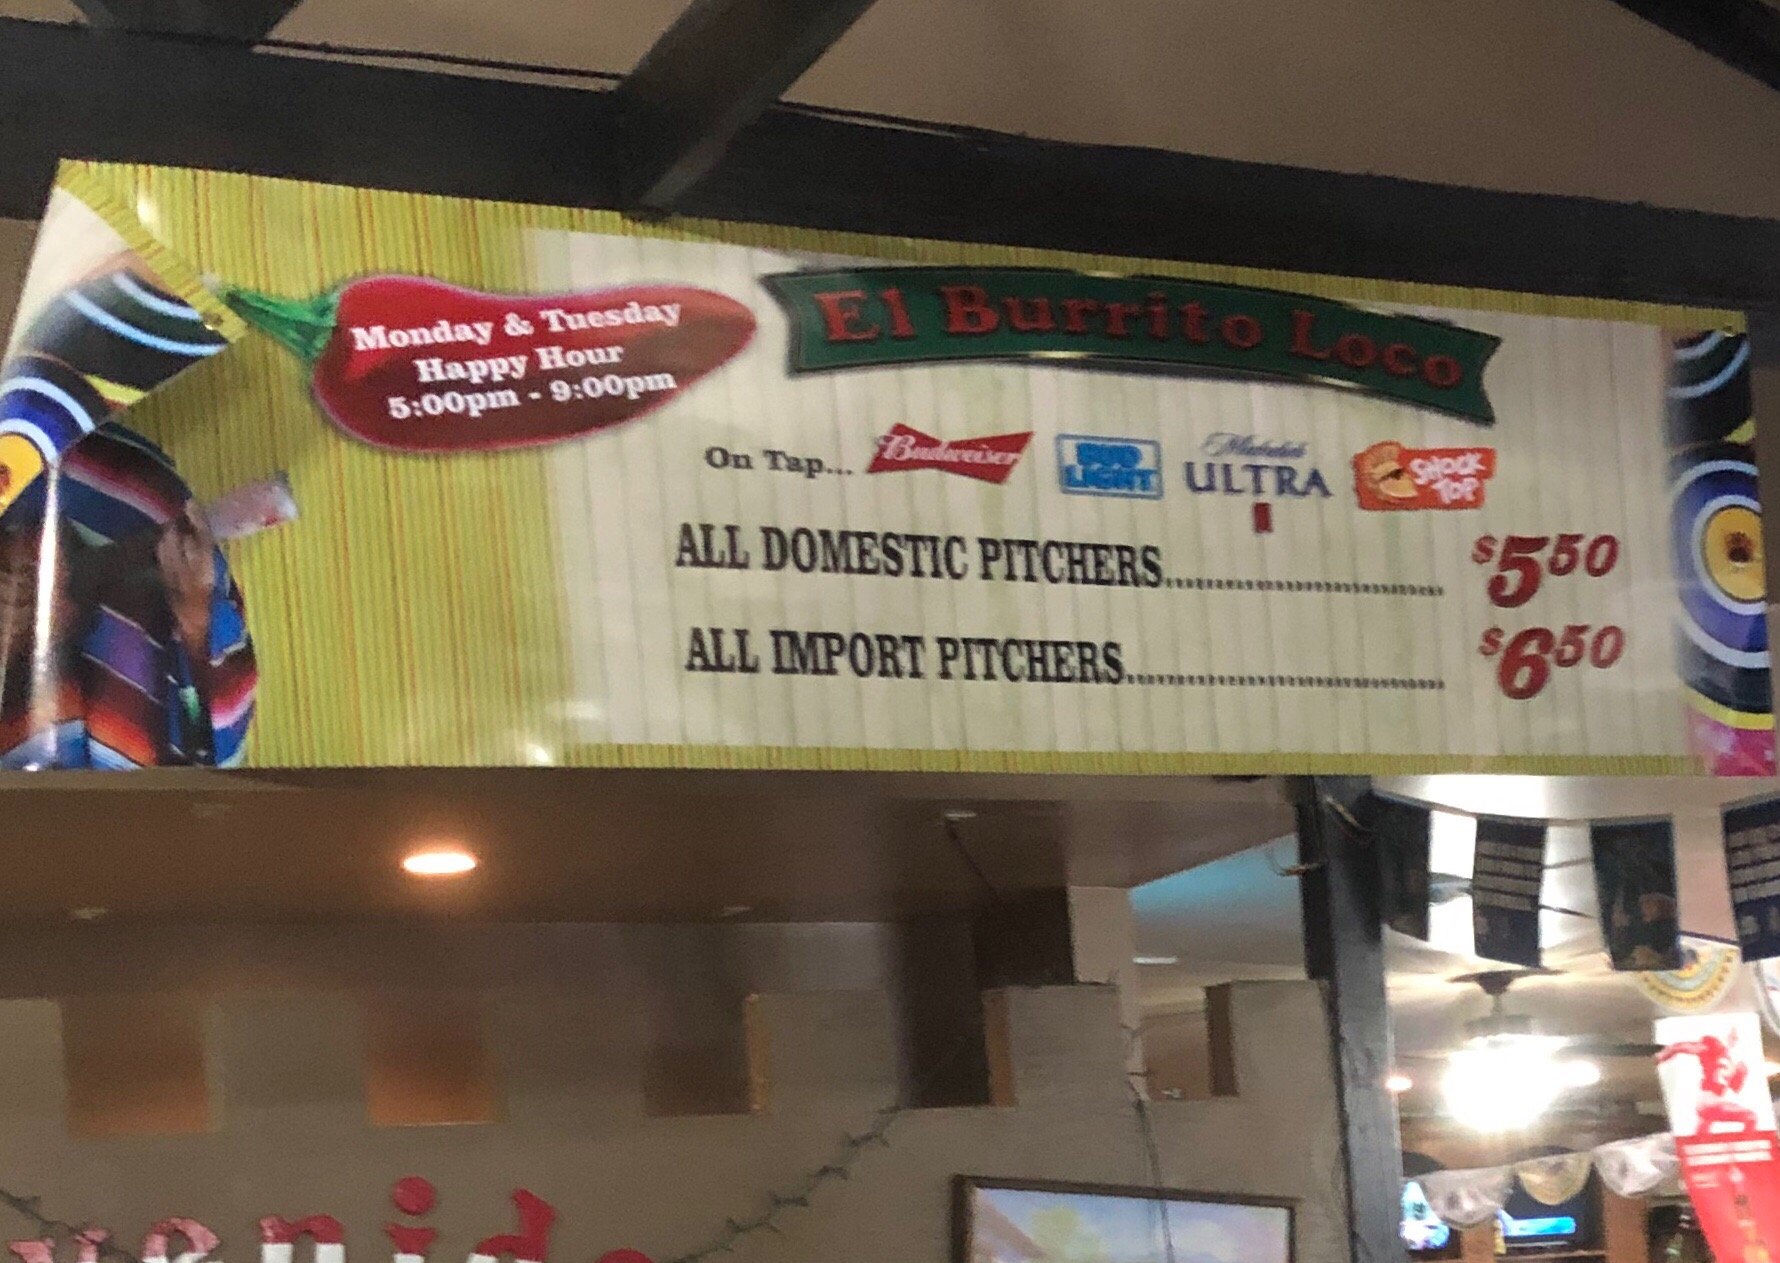 Monday & Tuesday
Happy Hour
5:00pm - 9:00pm
El Burrito Loco
On Tap... Budweiser BUD LIGHT Michelob ULTRA SHOCK TOP
ALL DOMESTIC PITCHERS............................ $5 50
ALL IMPORT PITCHERS................................ $6 50
venido